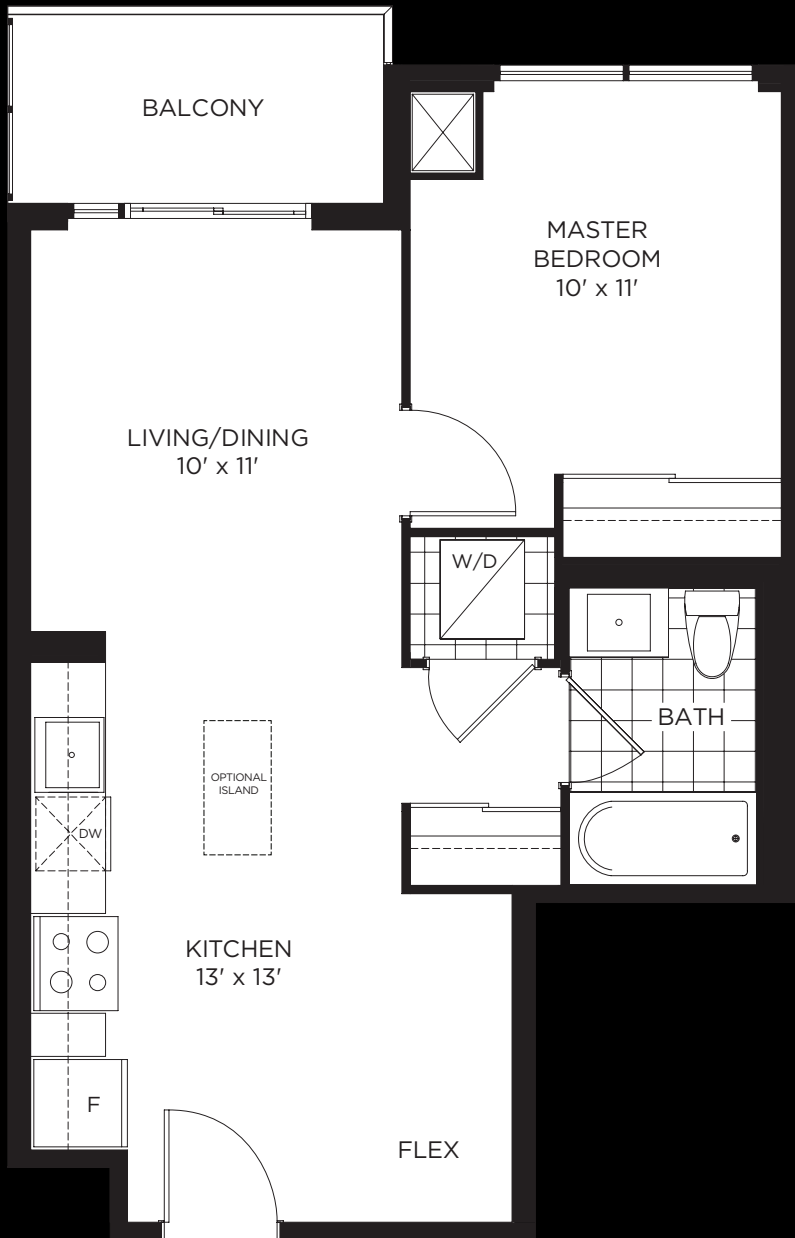 BALCONY
MASTER
BEDROOM
10' x 11'
LIVING/DINING
10' x 11'
W/D
BATH
OPTIONAL
ISLAND
DW
KITCHEN
13' x 13'
F
FLEX